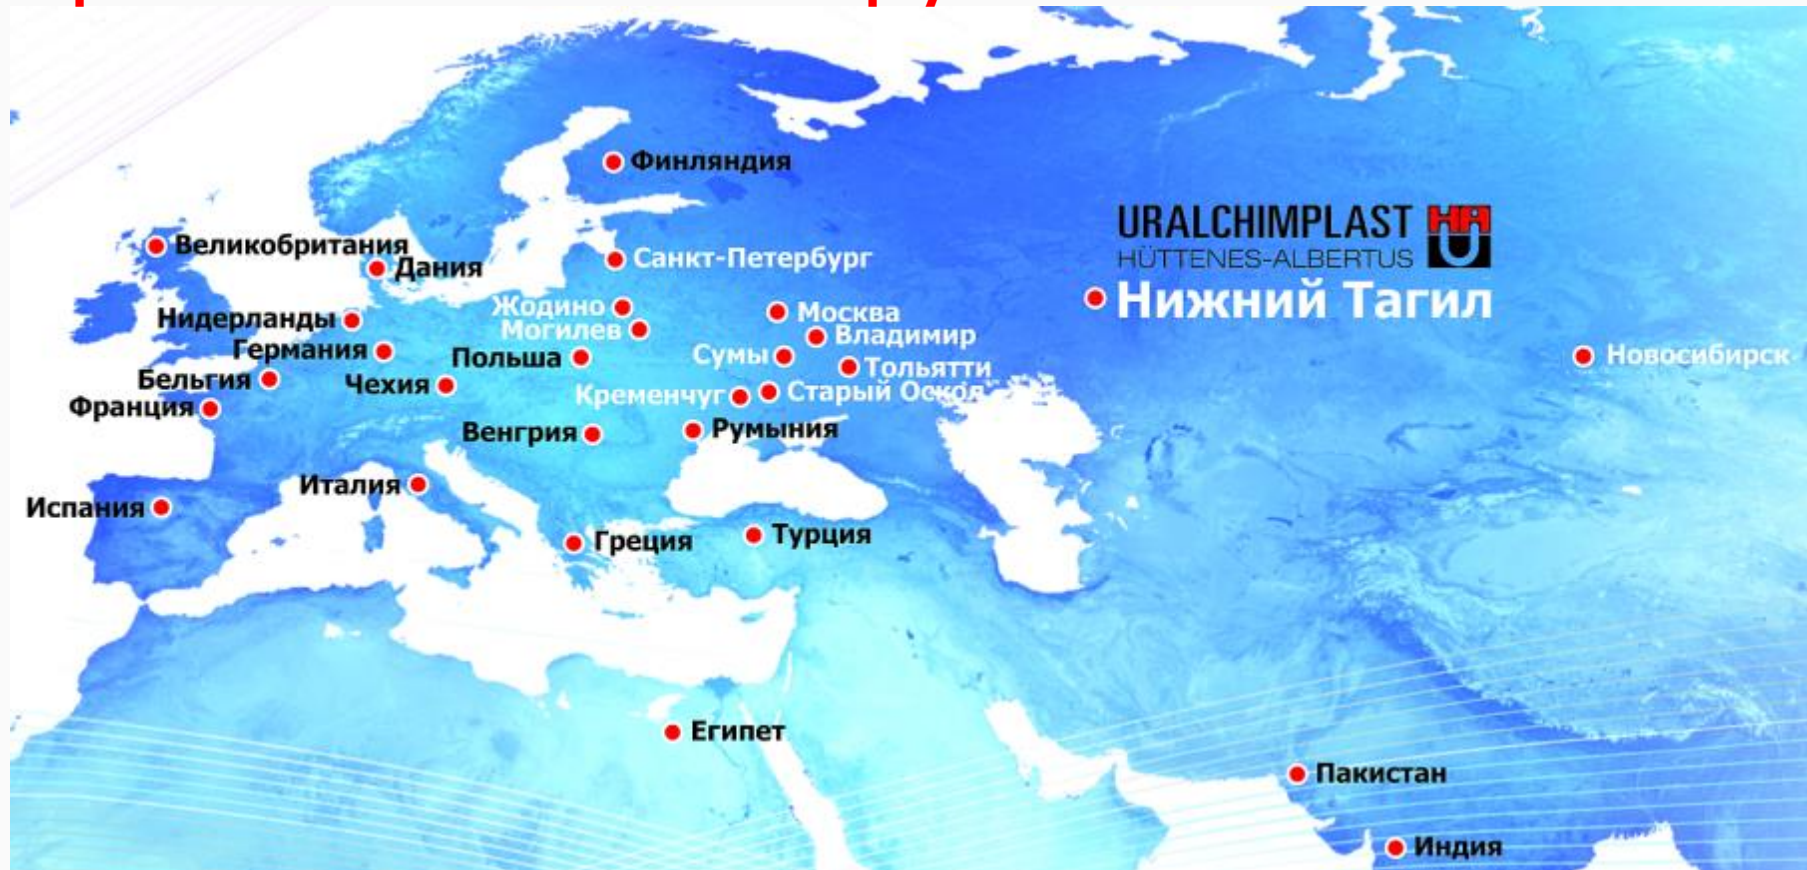 Финляндия
URALCHIMPLAST HA
HÜTTENES-ALBERTUS U
Великобритания
Дания
Санкт-Петербург
Нижний Тагил
Жодино
Москва
Нидерланды
Могилев
Владимир
Германия
Польша
Сумы
Новосибирск
Тольятти
Бельгия
Чехия
Кременчуг
Старый Оскол
Франция
Венгрия
Румыния
Италия
Испания
Греция
Турция
Египет
Пакистан
Индия